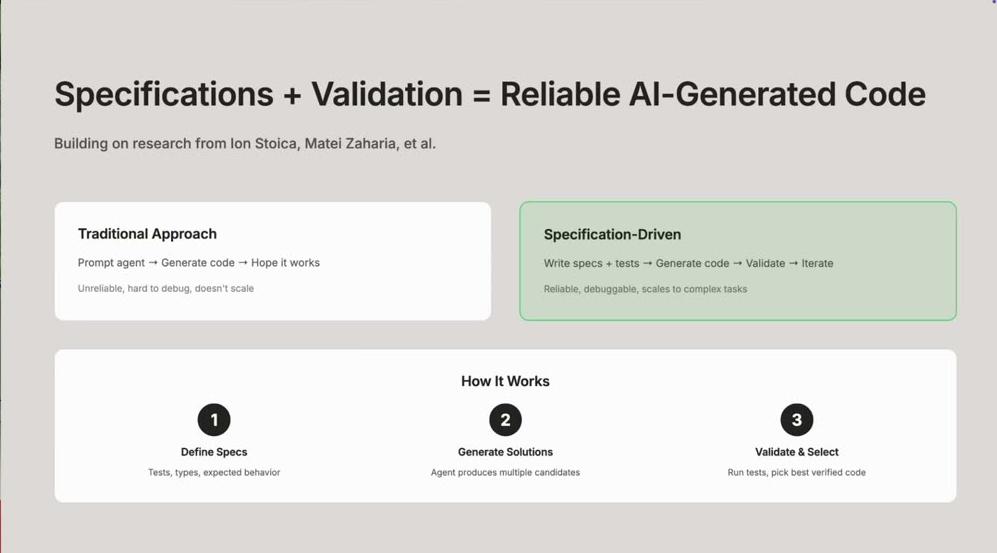 Specifications + Validation = Reliable AI-Generated Code
Building on research from Ion Stoica, Matei Zaharia, et al.
Traditional Approach
Prompt agent → Generate code → Hope it works
Unreliable, hard to debug, doesn't scale
Specification-Driven
Write specs + tests → Generate code → Validate → Iterate
Reliable, debuggable, scales to complex tasks
How It Works
1
Define Specs
Tests, types, expected behavior
2
Generate Solutions
Agent produces multiple candidates
3
Validate & Select
Run tests, pick best verified code